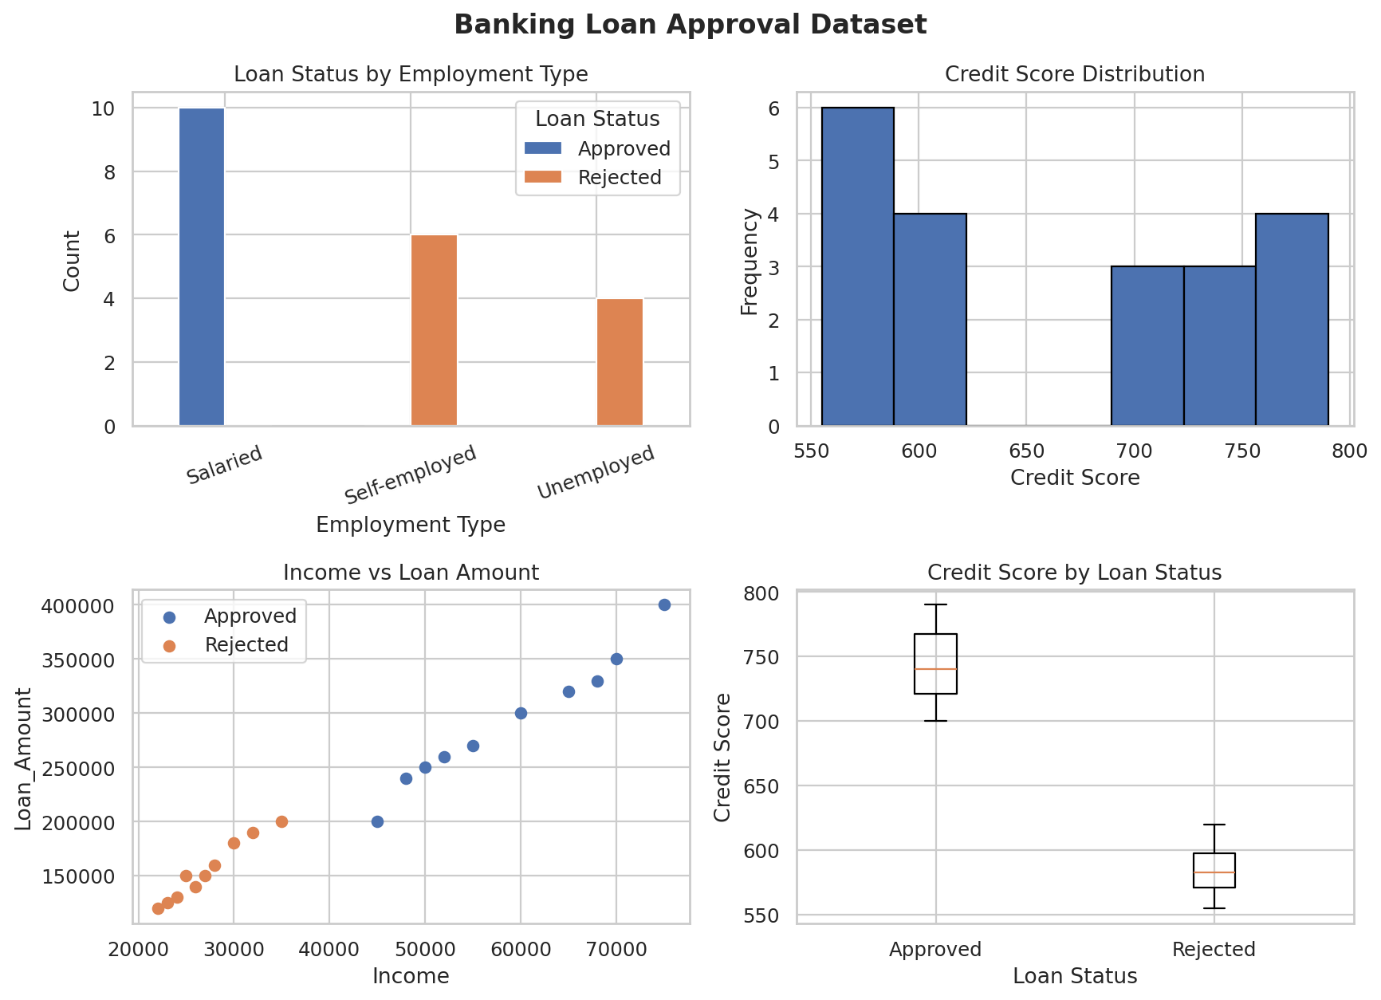 Banking Loan Approval Dataset
Loan Status by Employment Type
Count
10
8
6
4
2
0
Loan Status
Approved
Rejected
Salaried
Self-employed
Unemployed
Employment Type
Credit Score Distribution
Frequency
6
5
4
3
2
1
0
550
600
650
700
750
800
Credit Score
Income vs Loan Amount
Loan_Amount
400000
350000
300000
250000
200000
150000
Approved
Rejected
20000
30000
40000
50000
60000
70000
Income
Credit Score by Loan Status
Credit Score
800
750
700
650
600
550
Approved
Rejected
Loan Status